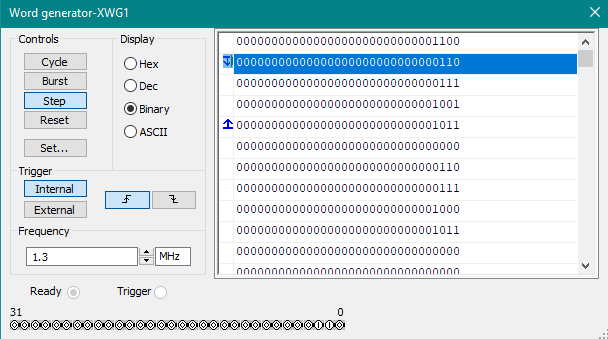 Word generator-XWG1
Controls
Cycle
Burst
Step
Reset
Set...
Display
Hex
Dec
Binary
ASCII
Trigger
Internal
External
Frequency
1.3 MHz
Ready
Trigger
00000000000000000000000000001100
00000000000000000000000000000110
00000000000000000000000000000111
00000000000000000000000000001001
00000000000000000000000000001011
00000000000000000000000000000000
00000000000000000000000000000110
00000000000000000000000000000111
00000000000000000000000000001000
00000000000000000000000000001011
00000000000000000000000000000000
00000000000000000000000000000000
31 0